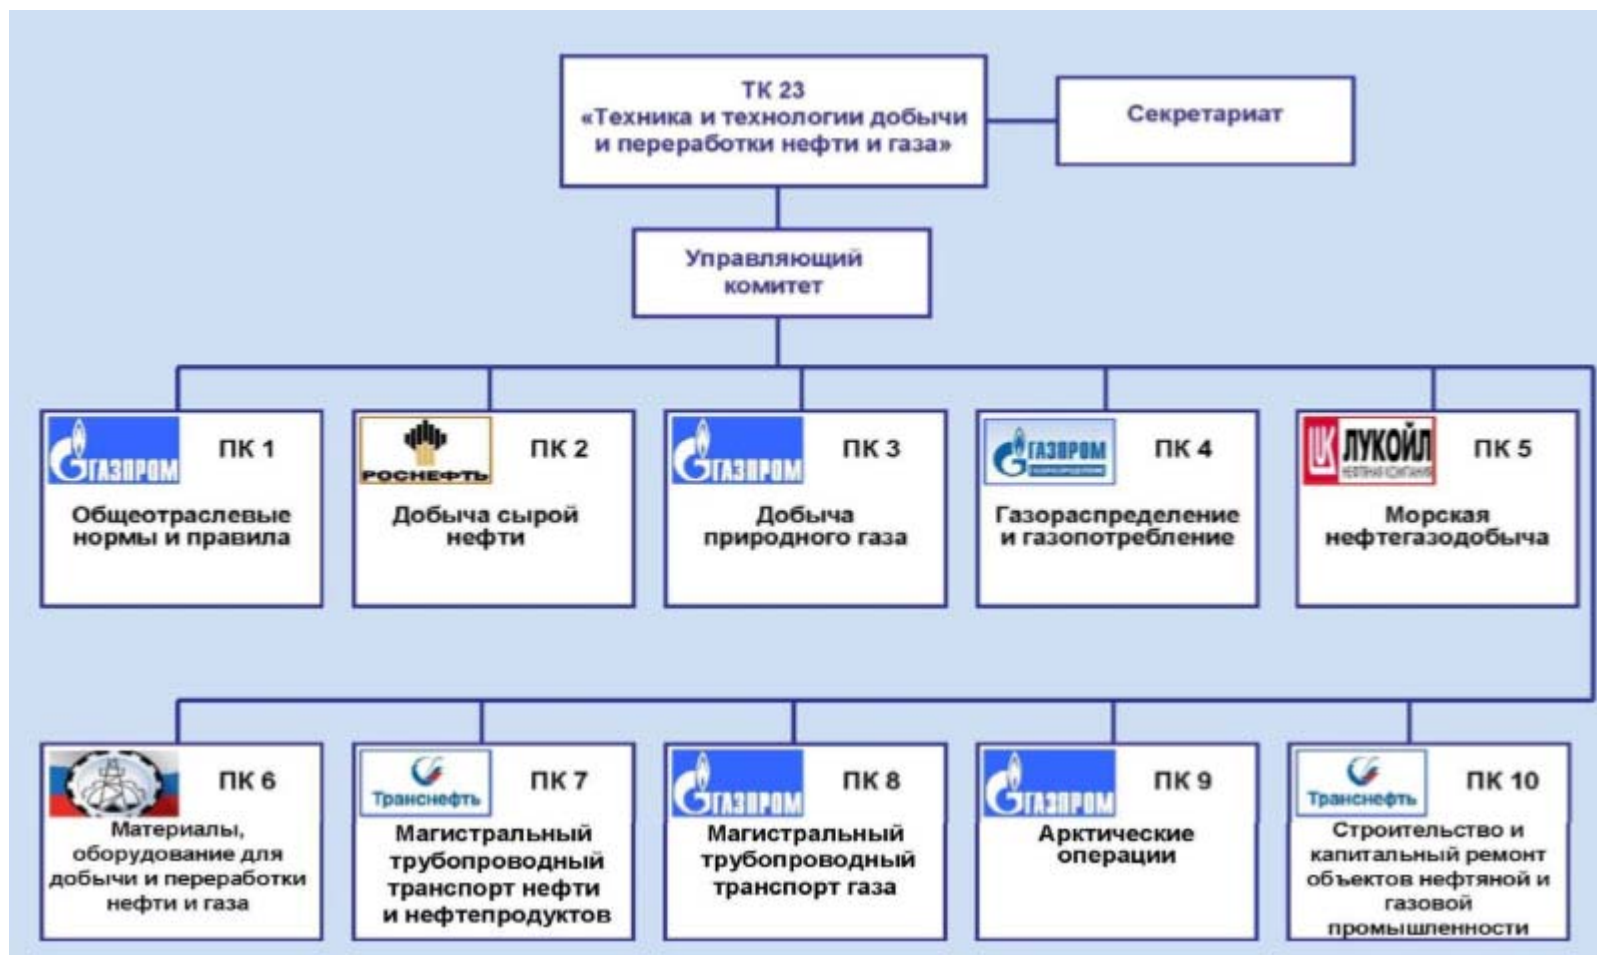 ТК 23
«Техника и технологии добычи
и переработки нефти и газа»
Секретариат
Управляющий
комитет
ГАЗПРОМ
ПК 1
Общеотраслевые
нормы и правила
РОСНЕФТЬ
ПК 2
Добыча сырой
нефти
ГАЗПРОМ
ПК 3
Добыча
природного газа
ГАЗПРОМ
ГАЗОРАСПРЕДЕЛЕНИЕ
ПК 4
Газораспределение
и газопотребление
ЛУКОЙЛ
НЕФТЯНАЯ КОМПАНИЯ
ПК 5
Морская
нефтегазодобыча
ПК 6
Материалы,
оборудование для
добычи и переработки
нефти и газа
Транснефть
ПК 7
Магистральный
трубопроводный
транспорт нефти
и нефтепродуктов
ГАЗПРОМ
ПК 8
Магистральный
трубопроводный
транспорт газа
ГАЗПРОМ
ПК 9
Арктические
операции
Транснефть
ПК 10
Строительство и
капитальный ремонт
объектов нефтяной и
газовой
промышленности